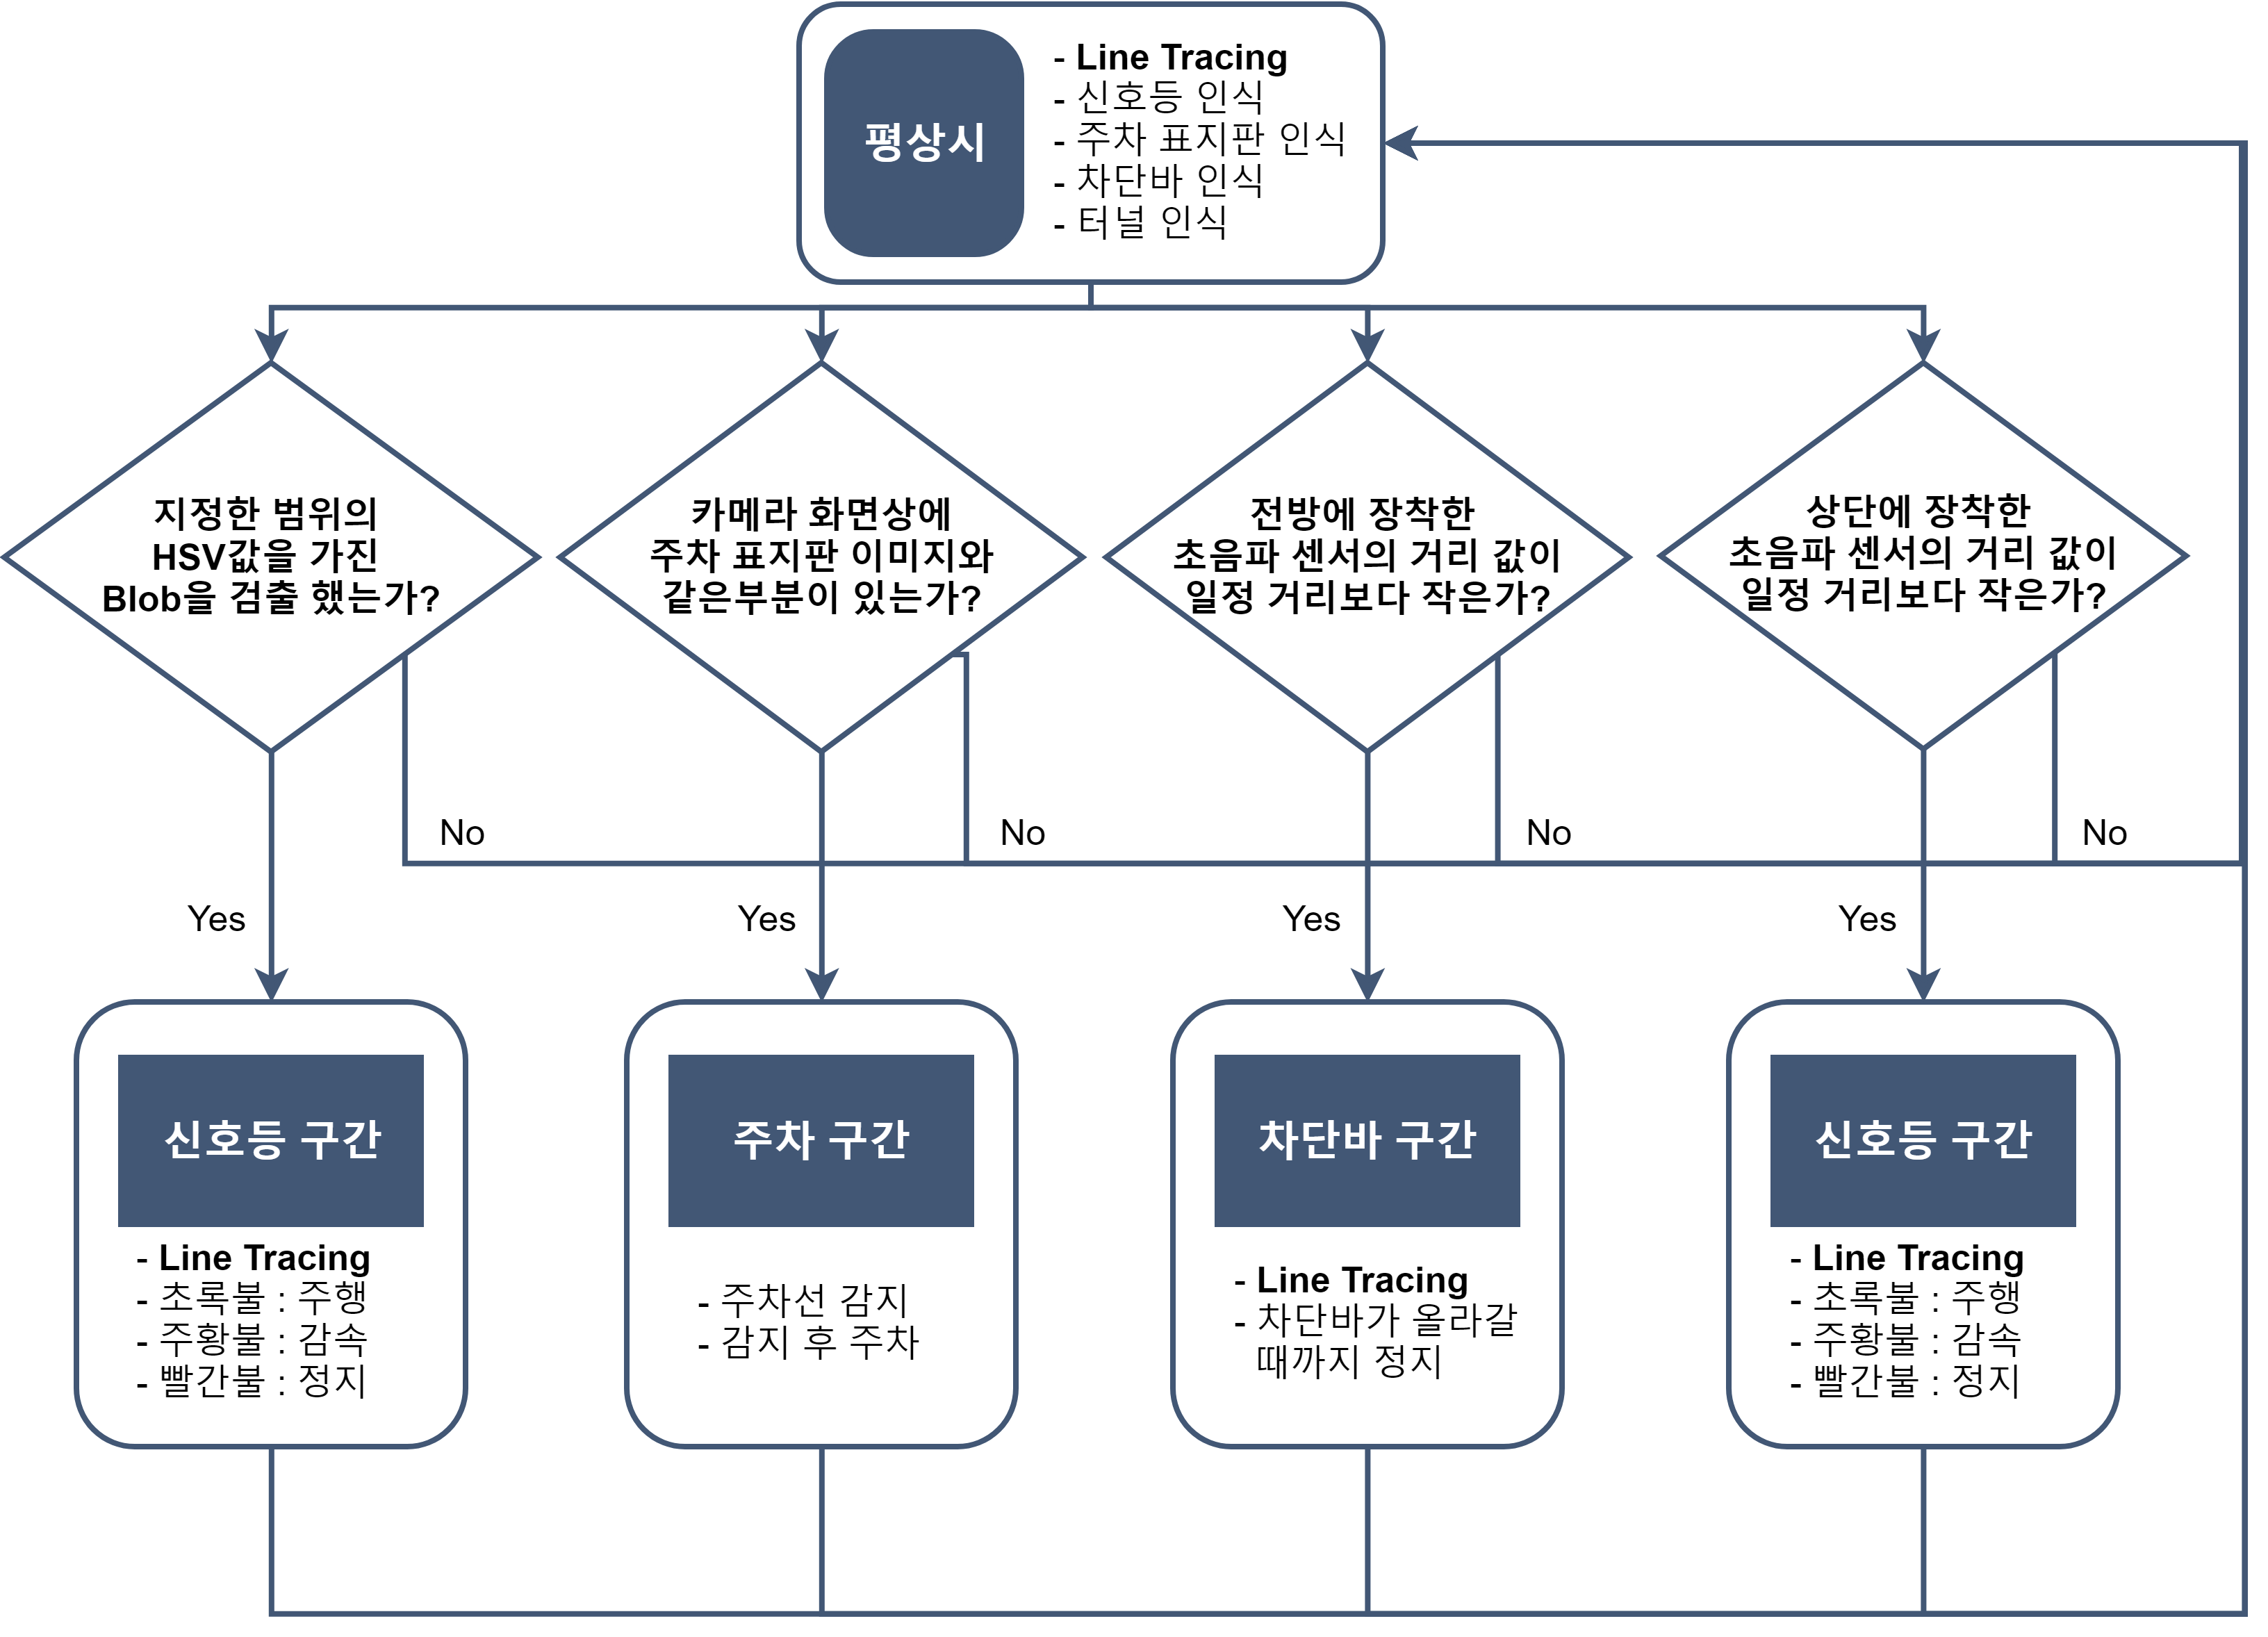 평상시
- Line Tracing
- 신호등 인식
- 주차 표지판 인식
- 차단바 인식
- 터널 인식
지정한 범위의
HSV값을 가진
Blob을 검출 했는가?
카메라 화면상에
주차 표지판 이미지와
같은부분이 있는가?
전방에 장착한
초음파 센서의 거리 값이
일정 거리보다 작은가?
상단에 장착한
초음파 센서의 거리 값이
일정 거리보다 작은가?
No
No
No
No
Yes
Yes
Yes
Yes
신호등 구간
- Line Tracing
- 초록불 : 주행
- 주황불 : 감속
- 빨간불 : 정지
주차 구간
- 주차선 감지
- 감지 후 주차
차단바 구간
- Line Tracing
- 차단바가 올라갈
때까지 정지
신호등 구간
- Line Tracing
- 초록불 : 주행
- 주황불 : 감속
- 빨간불 : 정지